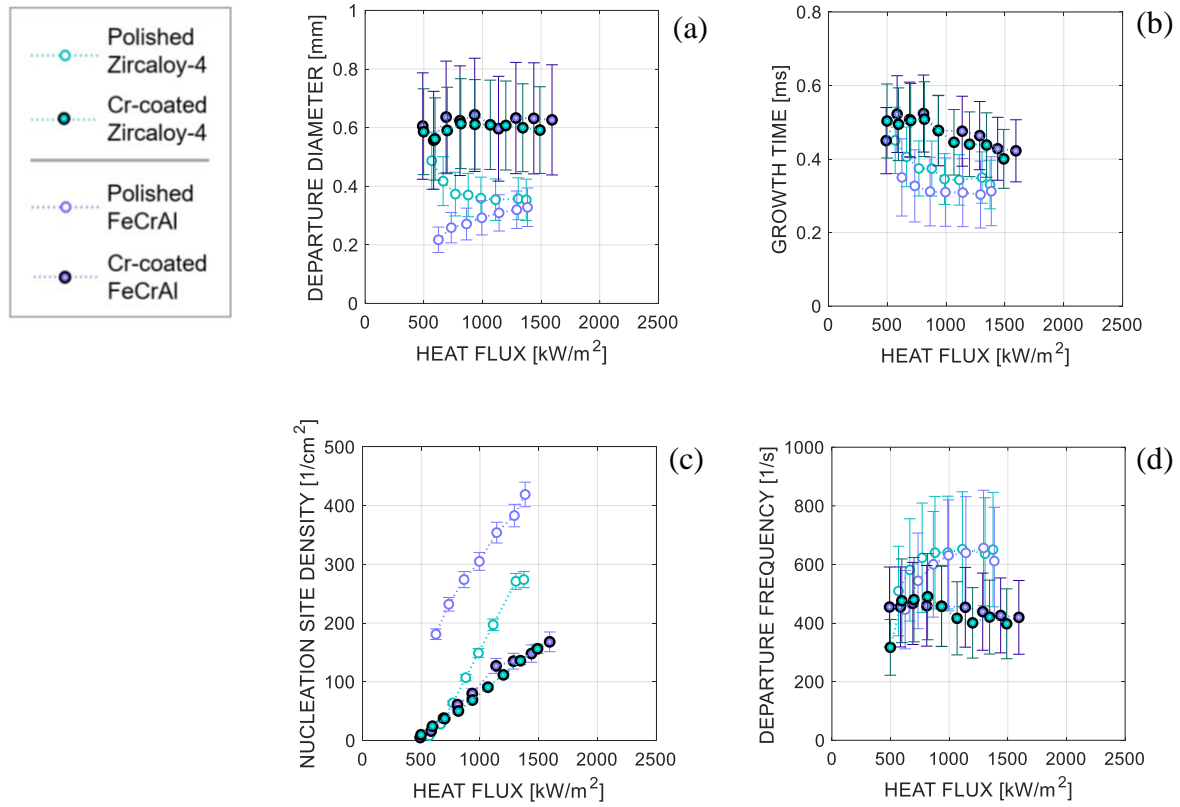 Polished
Zircaloy-4
Cr-coated
Zircaloy-4
Polished
FeCrAl
Cr-coated
FeCrAl
(a)
DEPARTURE DIAMETER [mm]
1
0.8
0.6
0.4
0.2
0
0 500 1000 1500 2000 2500
HEAT FLUX [kW/m²]
(b)
GROWTH TIME [ms]
0.8
0.6
0.4
0.2
0
0 500 1000 1500 2000 2500
HEAT FLUX [kW/m²]
(c)
NUCLEATION SITE DENSITY [1/cm²]
500
400
300
200
100
0
0 500 1000 1500 2000 2500
HEAT FLUX [kW/m²]
(d)
DEPARTURE FREQUENCY [1/s]
1000
800
600
400
200
0
0 500 1000 1500 2000 2500
HEAT FLUX [kW/m²]